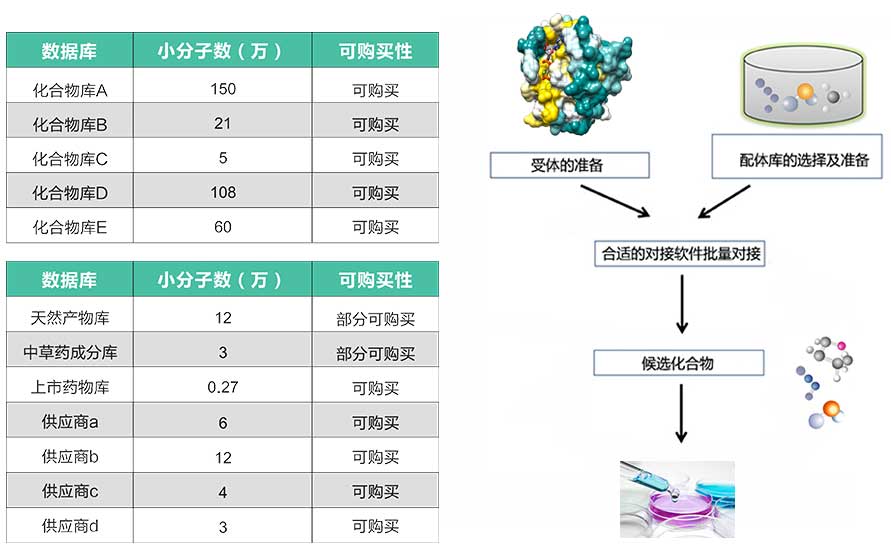 数据库 小分子数（万） 可购买性
化合物库A 150 可购买
化合物库B 21 可购买
化合物库C 5 可购买
化合物库D 108 可购买
化合物库E 60 可购买
数据库 小分子数（万） 可购买性
天然产物库 12 部分可购买
中草药成分库 3 部分可购买
上市药物库 0.27 可购买
供应商a 6 可购买
供应商b 12 可购买
供应商c 4 可购买
供应商d 3 可购买
受体的准备
配体库的选择及准备
合适的对接软件批量对接
候选化合物